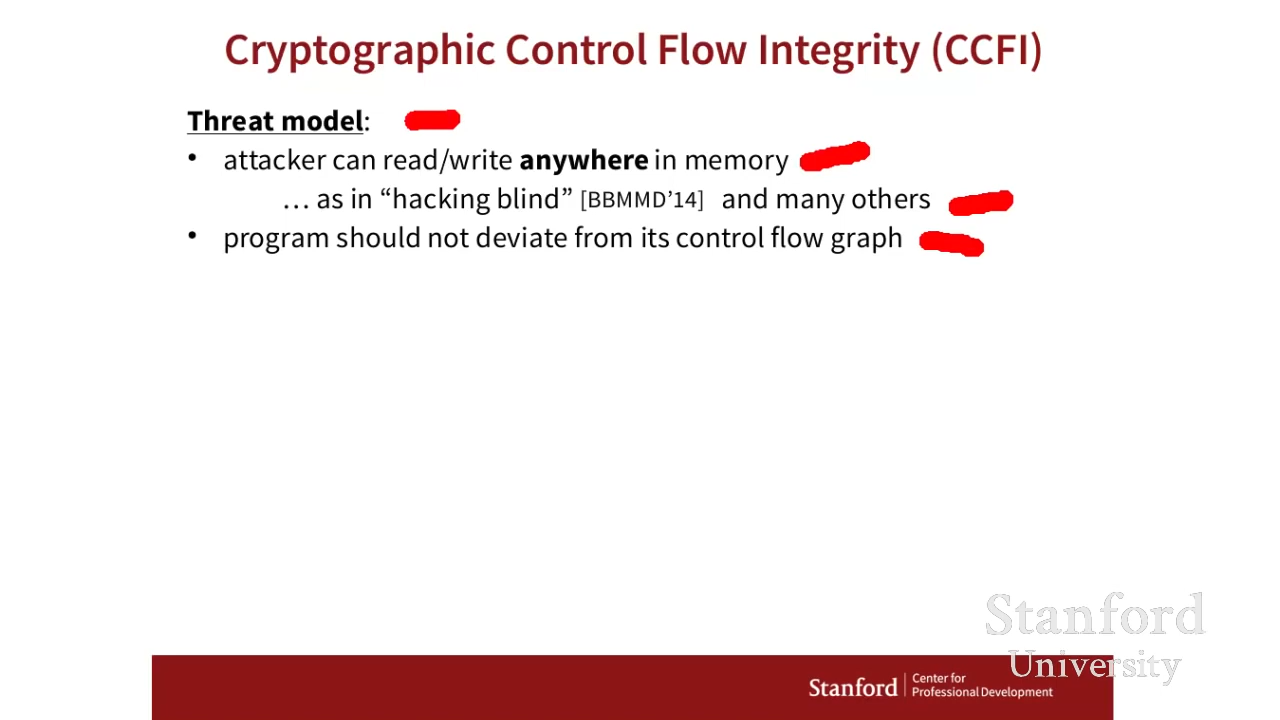 Cryptographic Control Flow Integrity (CCFI)
Threat model:
• attacker can read/write anywhere in memory
… as in “hacking blind” [BBMMD’14] and many others
• program should not deviate from its control flow graph
Stanford
University
Stanford | Center for
Professional Development